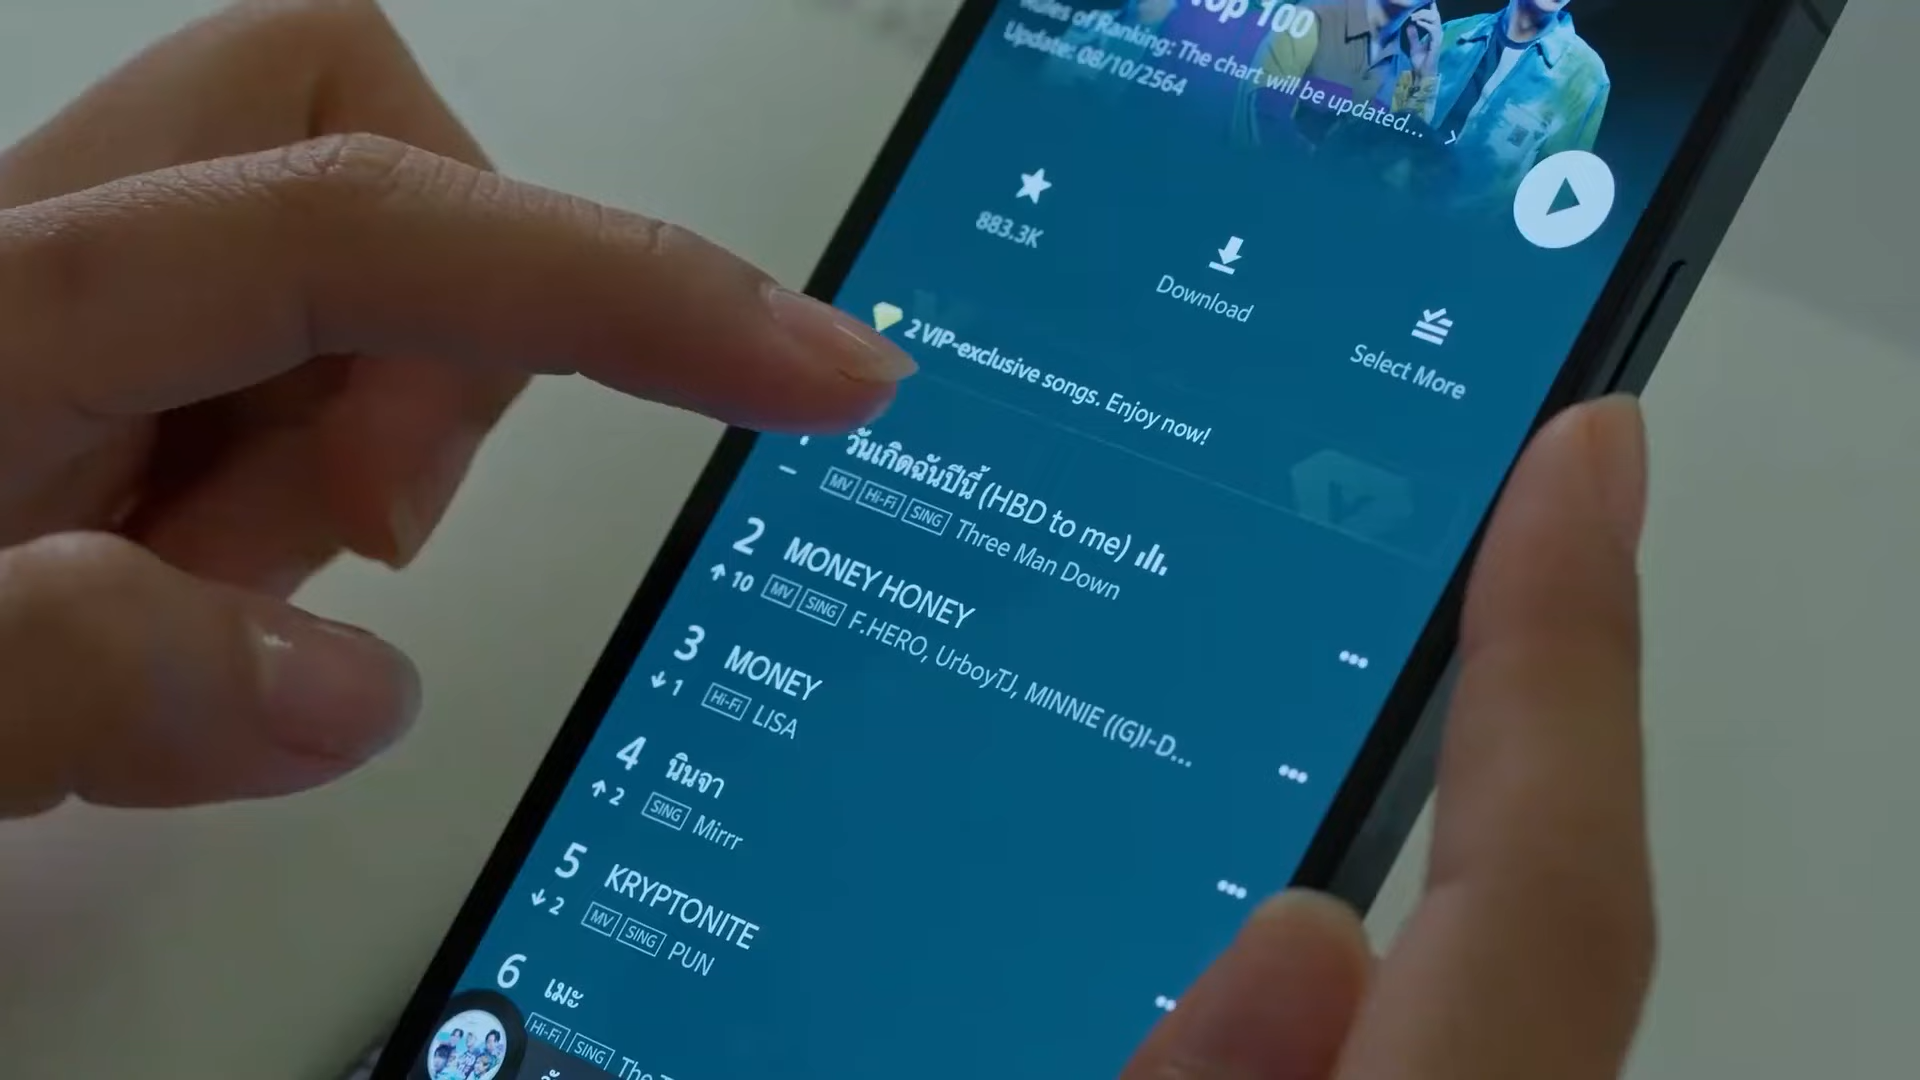 Top 100
Rules of Ranking: The chart will be updated...
Update: 08/10/2564
883.3K
Download
Select More
2 VIP-exclusive songs. Enjoy now!
วันเกิดฉันปีนี้ (HBD to me)
MV Hi-Fi SING Three Man Down
2 MONEY HONEY
10 MV SING F.HERO, UrboyTJ, MINNIE ((G)I-D...
3 MONEY
1 Hi-Fi LISA
4 นินจา
2 SING Mirrr
5 KRYPTONITE
2 MV SING PUN
6 เมะ
Hi-Fi SING The